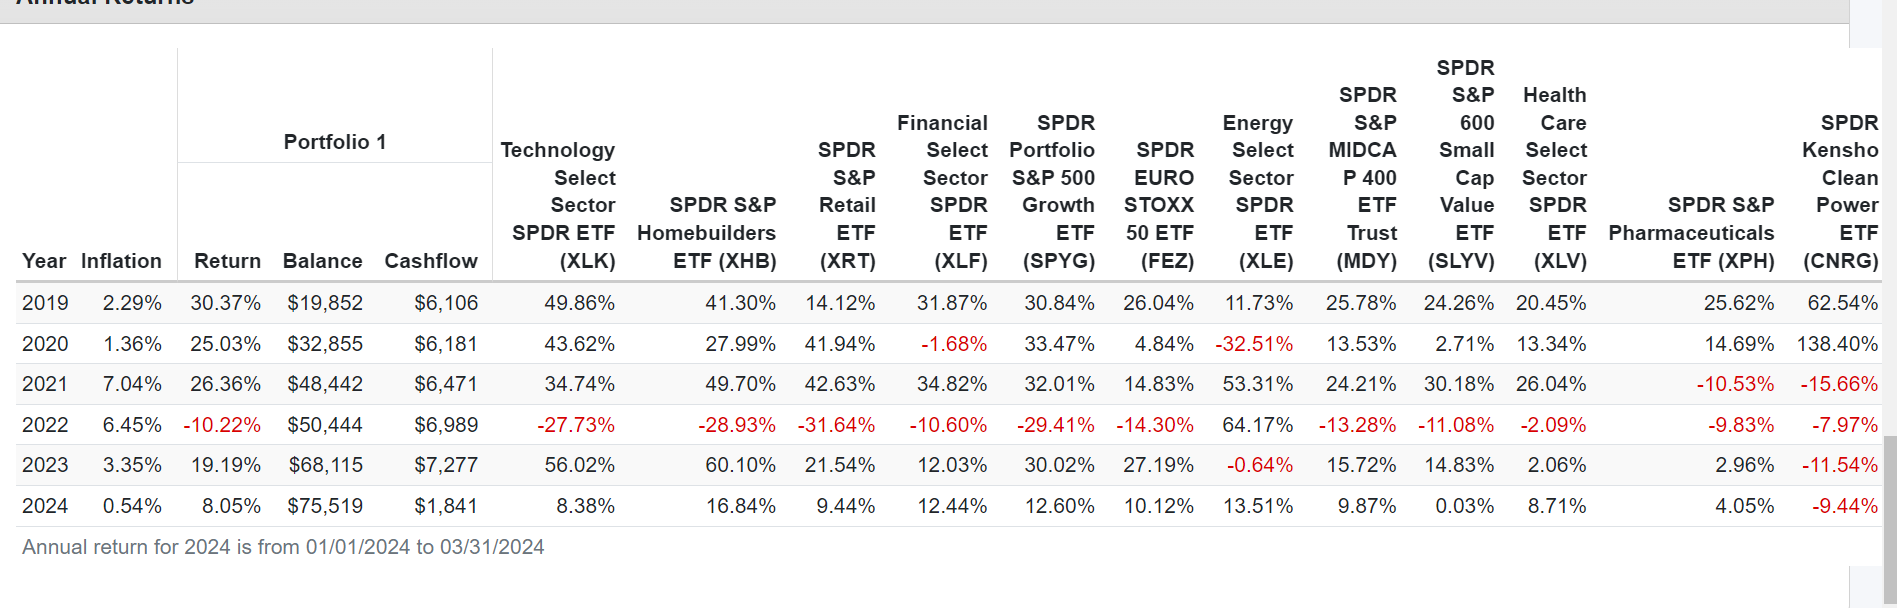 Annual Returns
Portfolio 1
Year Inflation Return Balance Cashflow Technology Select Sector SPDR ETF (XLK) SPDR S&P Homebuilders ETF (XHB) SPDR S&P Retail ETF (XRT) Financial Select Sector SPDR ETF (XLF) SPDR Portfolio S&P 500 Growth ETF (SPYG) SPDR EURO STOXX 50 ETF (FEZ) Energy Select Sector SPDR ETF (XLE) SPDR S&P MIDCA P 400 ETF Trust (MDY) SPDR S&P 600 Small Cap Value ETF (SLYV) Health Care Select Sector SPDR ETF (XLV) SPDR S&P Pharmaceuticals ETF (XPH) SPDR Kensho Clean Power ETF (CNRG)
2019 2.29% 30.37% $19,852 $6,106 49.86% 41.30% 14.12% 31.87% 30.84% 26.04% 11.73% 25.78% 24.26% 20.45% 25.62% 62.54%
2020 1.36% 25.03% $32,855 $6,181 43.62% 27.99% 41.94% -1.68% 33.47% 4.84% -32.51% 13.53% 2.71% 13.34% 14.69% 138.40%
2021 7.04% 26.36% $48,442 $6,471 34.74% 49.70% 42.63% 34.82% 32.01% 14.83% 53.31% 24.21% 30.18% 26.04% -10.53% -15.66%
2022 6.45% -10.22% $50,444 $6,989 -27.73% -28.93% -31.64% -10.60% -29.41% -14.30% 64.17% -13.28% -11.08% -2.09% -9.83% -7.97%
2023 3.35% 19.19% $68,115 $7,277 56.02% 60.10% 21.54% 12.03% 30.02% 27.19% -0.64% 15.72% 14.83% 2.06% 2.96% -11.54%
2024 0.54% 8.05% $75,519 $1,841 8.38% 16.84% 9.44% 12.44% 12.60% 10.12% 13.51% 9.87% 0.03% 8.71% 4.05% -9.44%
Annual return for 2024 is from 01/01/2024 to 03/31/2024